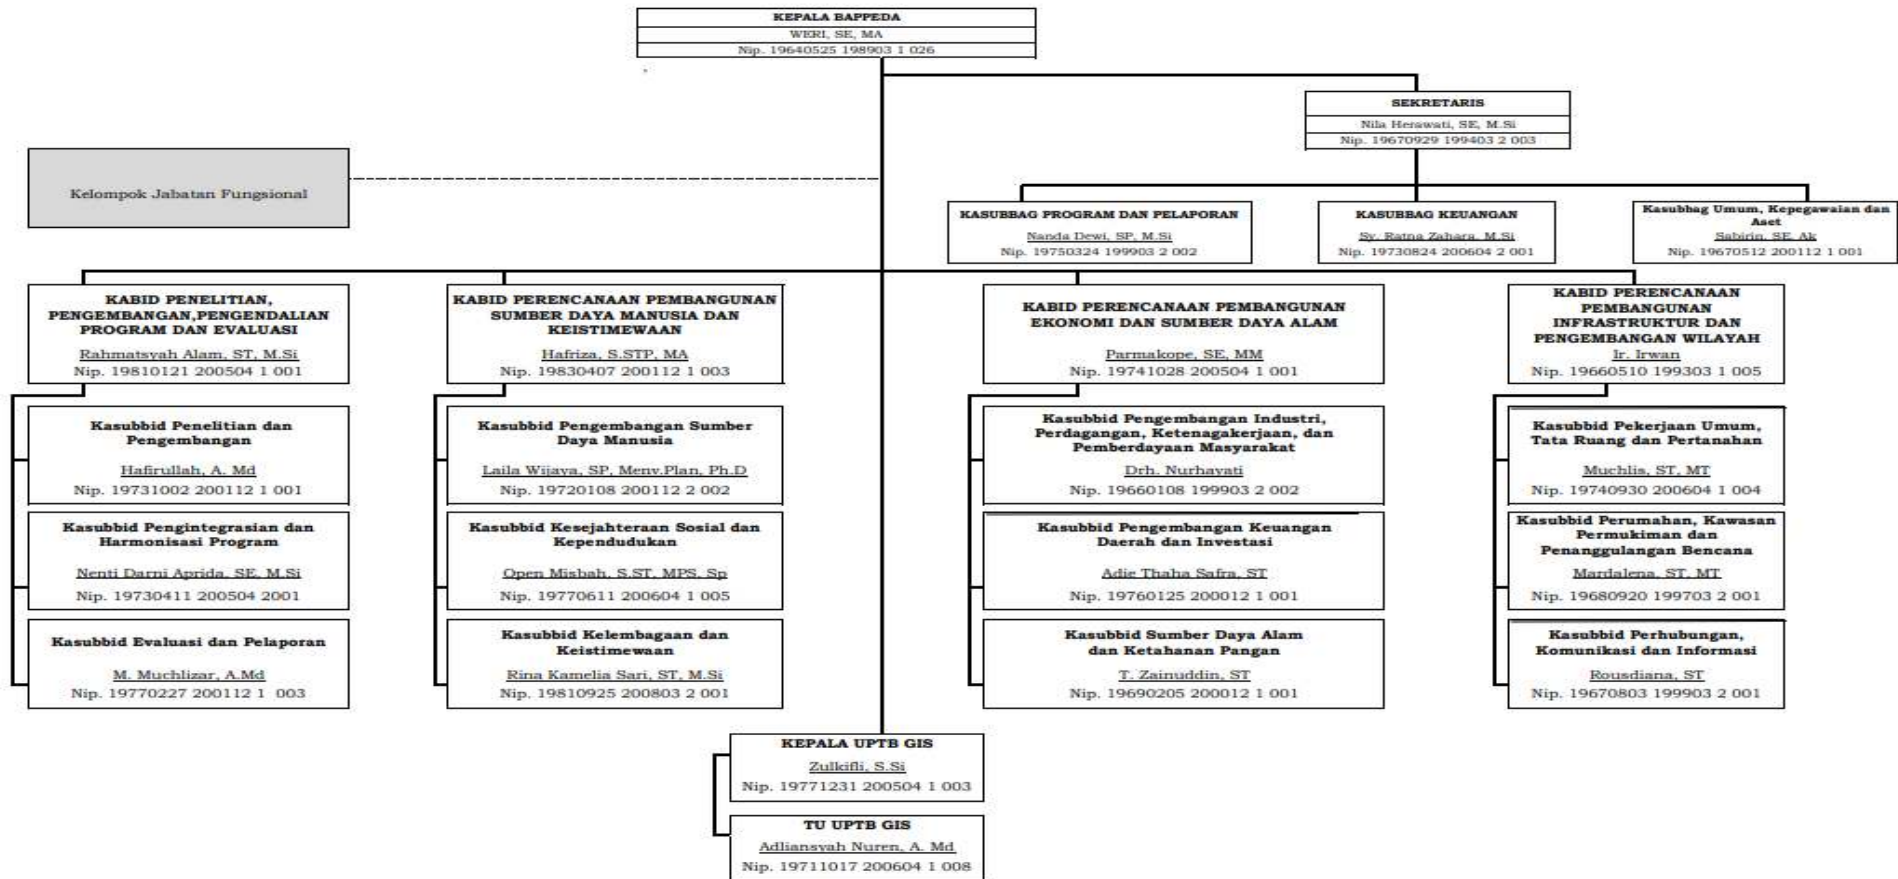 KEPALA BAPPEDA
WERI, SE, MA
Nip. 19640525 198903 1 026
SEKRETARIS
Nila Herawati, SE, M.Si
Nip. 19670929 199403 2 003
Kelompok Jabatan Fungsional
KASUBBAG PROGRAM DAN PELAPORAN
Nanda Dewi, SP, M.Si
Nip. 19750324 199903 2 002
KASUBBAG KEUANGAN
Sy. Ratna Zahara, M.Si
Nip. 19730824 200604 2 001
Kasubbag Umum, Kepegawaian dan
Aset
Sabirin, SE, Ak
Nip. 19670512 200112 1 001
KABID PENELITIAN,
PENGEMBANGAN,PENGENDALIAN
PROGRAM DAN EVALUASI
Rahmatsyah Alam, ST, M.Si
Nip. 19810121 200504 1 001
KABID PERENCANAAN PEMBANGUNAN
SUMBER DAYA MANUSIA DAN
KEISTIMEWAAN
Hafriza, S.STP, MA
Nip. 19830407 200112 1 003
KABID PERENCANAAN PEMBANGUNAN
EKONOMI DAN SUMBER DAYA ALAM
Parmakope, SE, MM
Nip. 19741028 200504 1 001
KABID PERENCANAAN
PEMBANGUNAN
INFRASTRUKTUR DAN
PENGEMBANGAN WILAYAH
Ir. Irwan
Nip. 19660510 199303 1 005
Kasubbid Penelitian dan
Pengembangan
Hafirullah, A. Md
Nip. 19731002 200112 1 001
Kasubbid Pengembangan Sumber
Daya Manusia
Laila Wijaya, SP, Menv.Plan, Ph.D
Nip. 19720108 200112 2 002
Kasubbid Pengembangan Industri,
Perdagangan, Ketenagakerjaan, dan
Pemberdayaan Masyarakat
Drh. Nurhayati
Nip. 19660108 199903 2 002
Kasubbid Pekerjaan Umum,
Tata Ruang dan Pertanahan
Muchlis, ST, MT
Nip. 19740930 200604 1 004
Kasubbid Pengintegrasian dan
Harmonisasi Program
Nenti Darni Aprida, SE, M.Si
Nip. 19730411 200504 2001
Kasubbid Kesejahteraan Sosial dan
Kependudukan
Open Misbah, S.ST, MPS, Sp
Nip. 19770611 200604 1 005
Kasubbid Pengembangan Keuangan
Daerah dan Investasi
Adie Thaha Safra, ST
Nip. 19760125 200012 1 001
Kasubbid Perumahan, Kawasan
Permukiman dan
Penanggulangan Bencana
Mardalena, ST, MT
Nip. 19680920 199703 2 001
Kasubbid Evaluasi dan Pelaporan
M. Muchlizar, A.Md
Nip. 19770227 200112 1 003
Kasubbid Kelembagaan dan
Keistimewaan
Rina Kamelia Sari, ST, M.Si
Nip. 19810925 200803 2 001
Kasubbid Sumber Daya Alam
dan Ketahanan Pangan
T. Zainuddin, ST
Nip. 19690205 200012 1 001
Kasubbid Perhubungan,
Komunikasi dan Informasi
Rousdiana, ST
Nip. 19670803 199903 2 001
KEPALA UPTB GIS
Zulkifli, S.Si
Nip. 19771231 200504 1 003
TU UPTB GIS
Adliansyah Nuren, A. Md
Nip. 19711017 200604 1 008